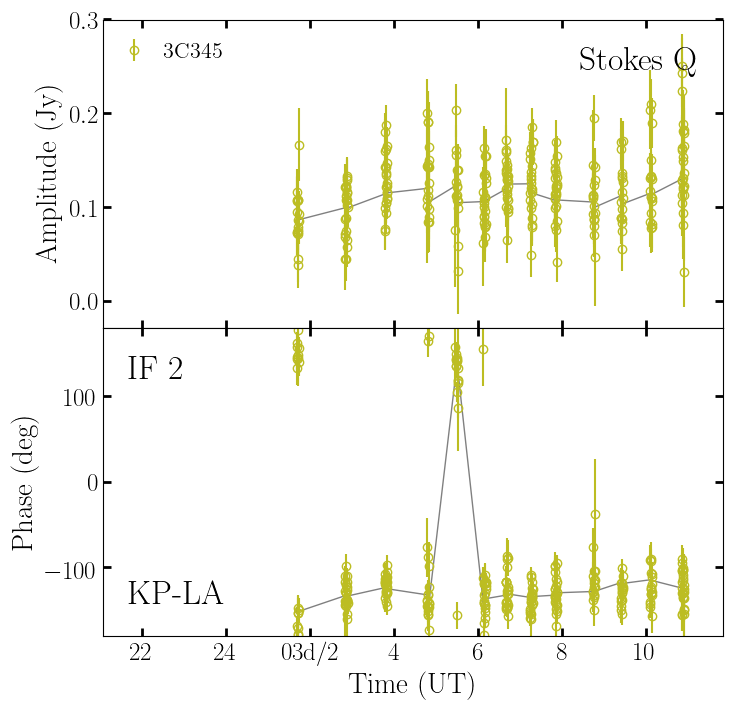 3C345
Stokes Q
0.3
0.2
0.1
0.0
Amplitude (Jy)
IF 2
100
0
−100
Phase (deg)
KP-LA
22 24 03d/2 4 6 8 10
Time (UT)